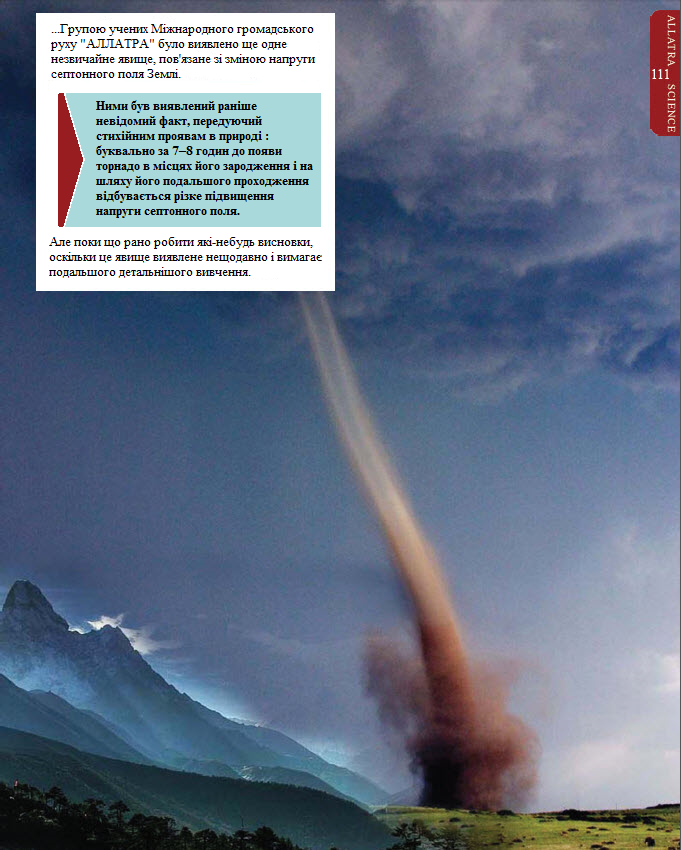 ...Групою учених Міжнародного громадського
руху "АЛЛАТРА" було виявлено ще одне
незвичайне явище, пов'язане зі зміною напруги
септонного поля Землі.
Ними був виявлений раніше
невідомий факт, передуючий
стихійним проявам в природі :
буквально за 7–8 годин до появи
торнадо в місцях його зародження і на
шляху його подальшого проходження
відбувається різке підвищення
напруги септонного поля.
Але поки що рано робити які-небудь висновки,
оскільки це явище виявлене нещодавно і вимагає
подальшого детальнішого вивчення.
ALLATRA
111
SCIENCE